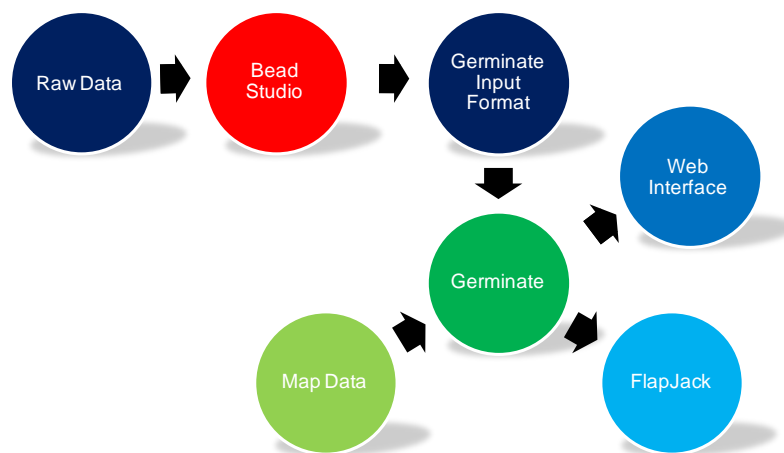 Raw Data
Bead
Studio
Germinate
Input
Format
Web
Interface
Germinate
Map Data
FlapJack